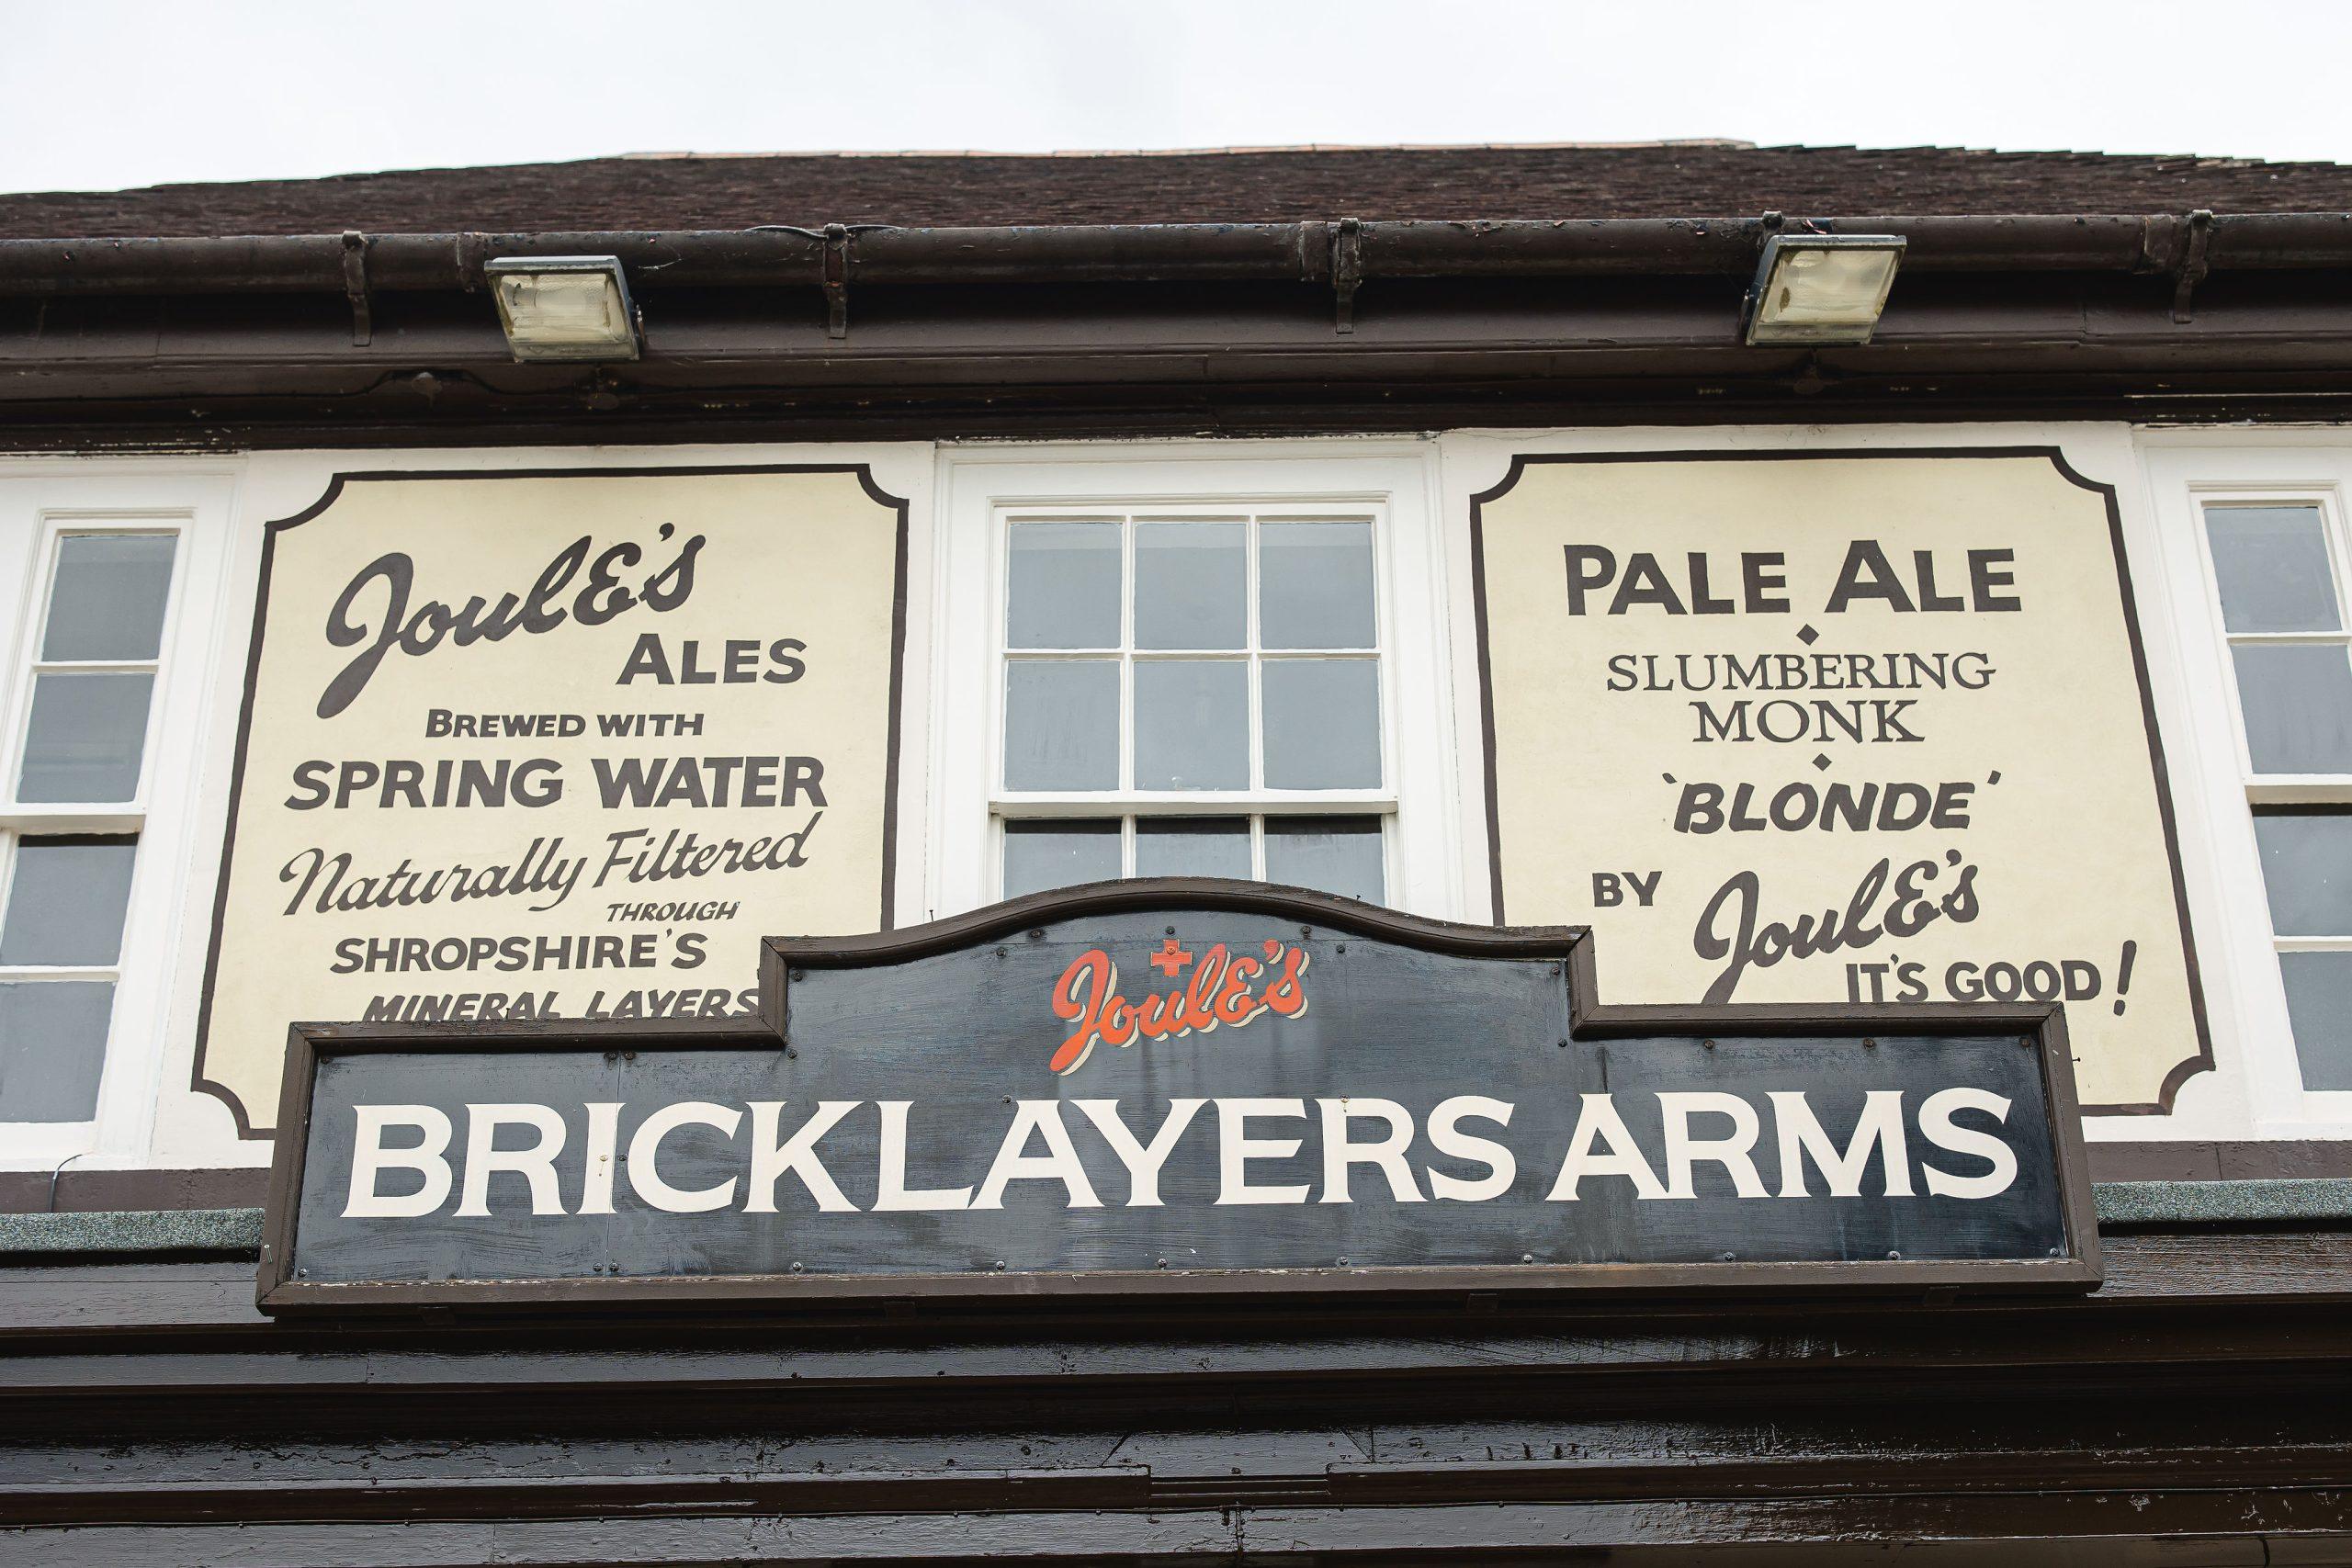 Joule's
ALES
BREWED WITH
SPRING WATER
Naturally Filtered
THROUGH
SHROPSHIRE'S
MINERAL LAYERS
PALE ALE
SLUMBERING
MONK
'BLONDE'
BY Joule's
IT'S GOOD!
Joule's
BRICKLAYERS ARMS